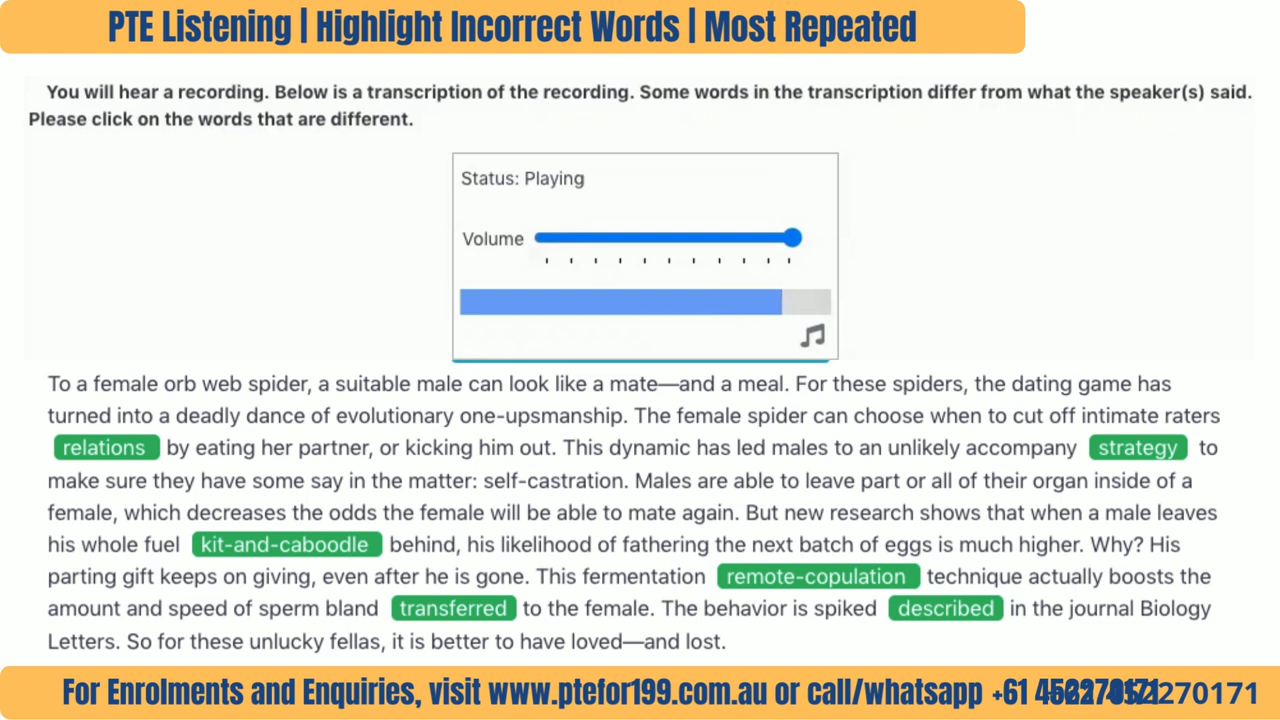 PTE Listening | Highlight Incorrect Words | Most Repeated
You will hear a recording. Below is a transcription of the recording. Some words in the transcription differ from what the speaker(s) said.
Please click on the words that are different.
Status: Playing
Volume
To a female orb web spider, a suitable male can look like a mate—and a meal. For these spiders, the dating game has
turned into a deadly dance of evolutionary one-upsmanship. The female spider can choose when to cut off intimate raters
relations by eating her partner, or kicking him out. This dynamic has led males to an unlikely accompany strategy to
make sure they have some say in the matter: self-castration. Males are able to leave part or all of their organ inside of a
female, which decreases the odds the female will be able to mate again. But new research shows that when a male leaves
his whole fuel kit-and-caboodle behind, his likelihood of fathering the next batch of eggs is much higher. Why? His
parting gift keeps on giving, even after he is gone. This fermentation remote-copulation technique actually boosts the
amount and speed of sperm bland transferred to the female. The behavior is spiked described in the journal Biology
Letters. So for these unlucky fellas, it is better to have loved—and lost.
For Enrolments and Enquiries, visit www.ptefor199.com.au or call/whatsapp +61